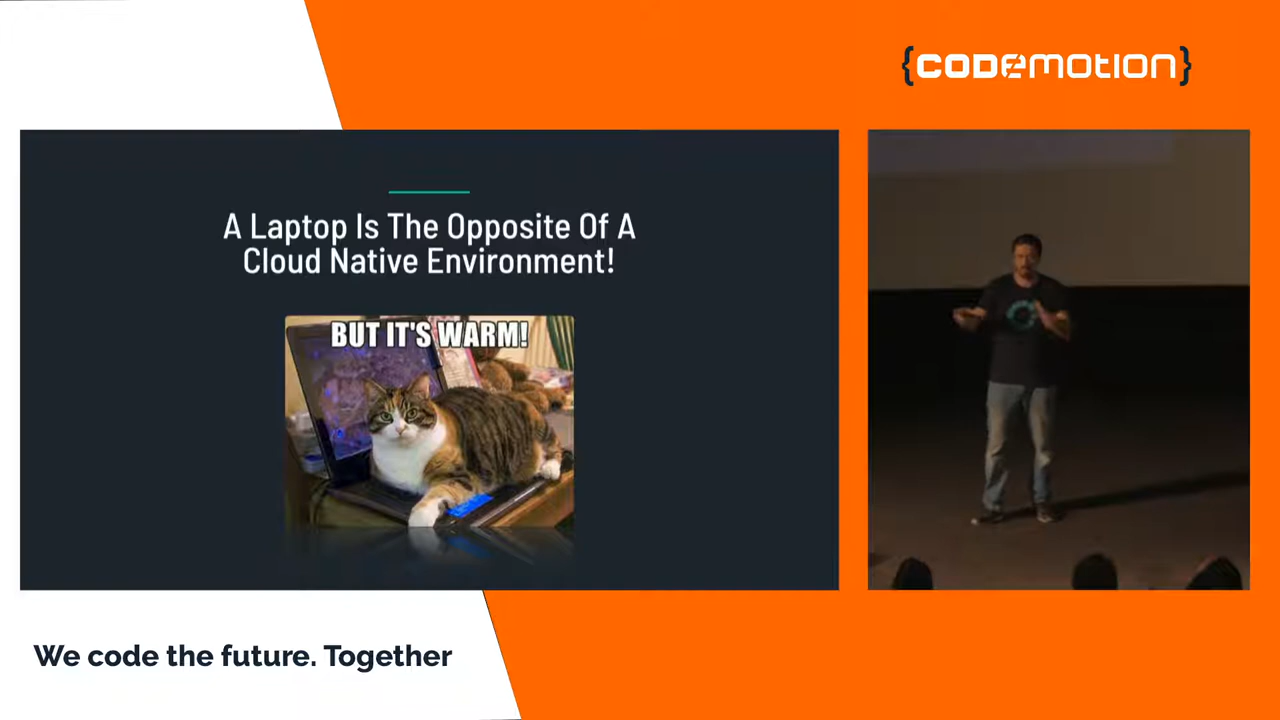 {CODEMOTION}
A Laptop Is The Opposite Of A
Cloud Native Environment!
BUT IT'S WARM!
We code the future. Together